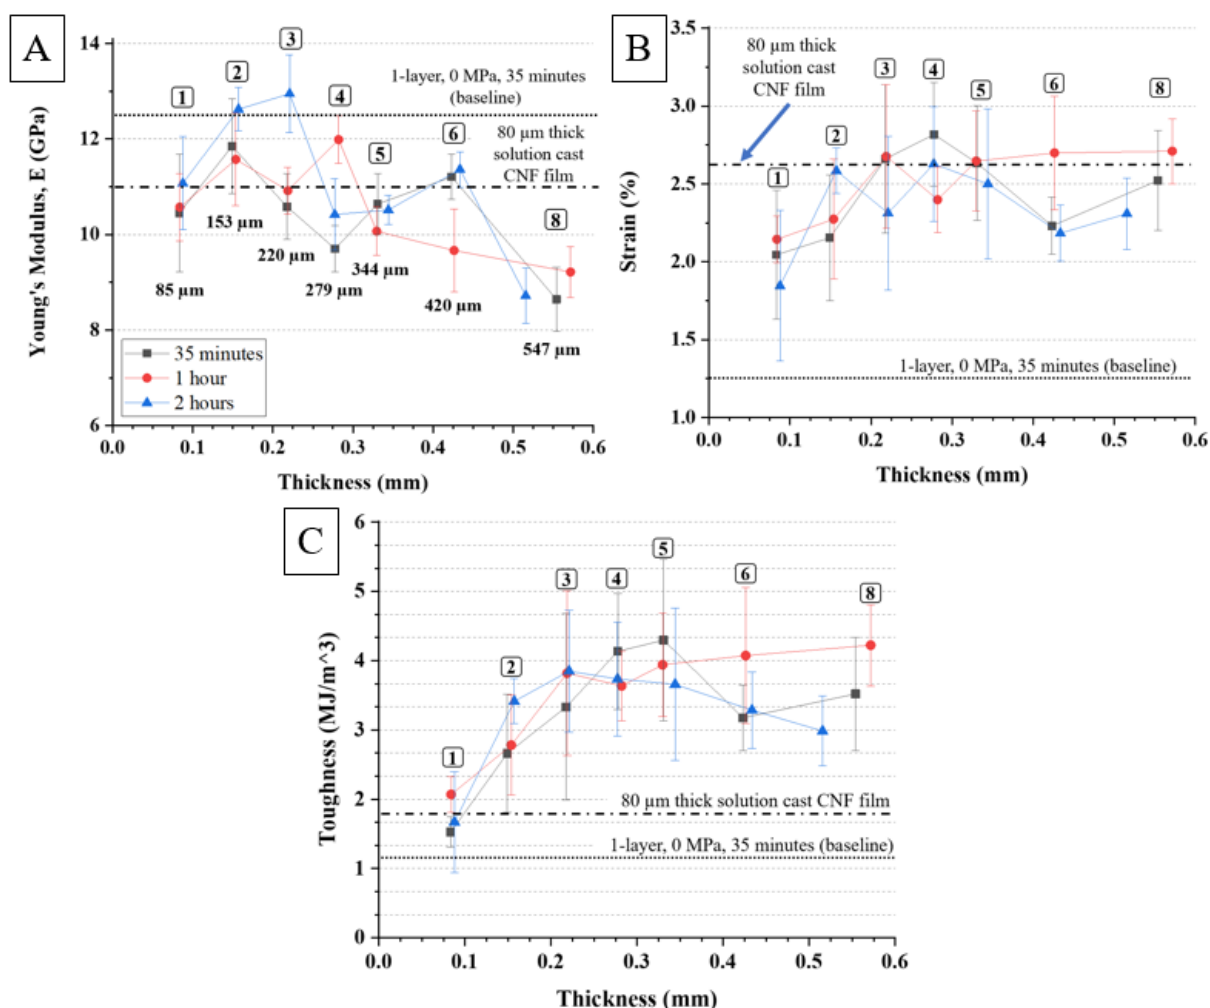 A
Young's Modulus, E (GPa)
14
12
10
8
6
1
2
3
4
5
6
8
1-layer, 0 MPa, 35 minutes
(baseline)
80 µm thick
solution cast
CNF film
85 µm
153 µm
220 µm
279 µm
344 µm
420 µm
547 µm
35 minutes
1 hour
2 hours
0.0 0.1 0.2 0.3 0.4 0.5 0.6
Thickness (mm)
B
Strain (%)
3.5
3.0
2.5
2.0
1.5
1.0
80 µm thick
solution cast
CNF film
1
2
3
4
5
6
8
1-layer, 0 MPa, 35 minutes (baseline)
0.0 0.1 0.2 0.3 0.4 0.5 0.6
Thickness (mm)
C
Toughness (MJ/m^3)
6
5
4
3
2
1
0
1
2
3
4
5
6
8
80 µm thick solution cast CNF film
1-layer, 0 MPa, 35 minutes (baseline)
0.0 0.1 0.2 0.3 0.4 0.5 0.6
Thickness (mm)